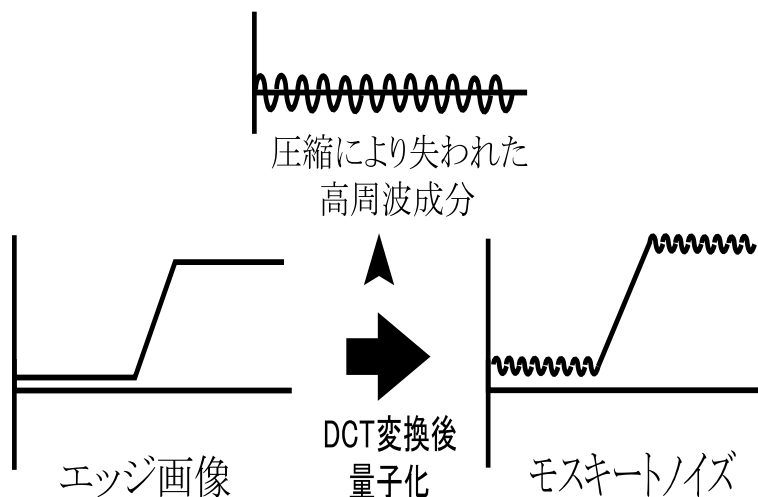 圧縮により失われた
高周波成分
DCT変換後
量子化
エッジ画像
モスキートノイズ